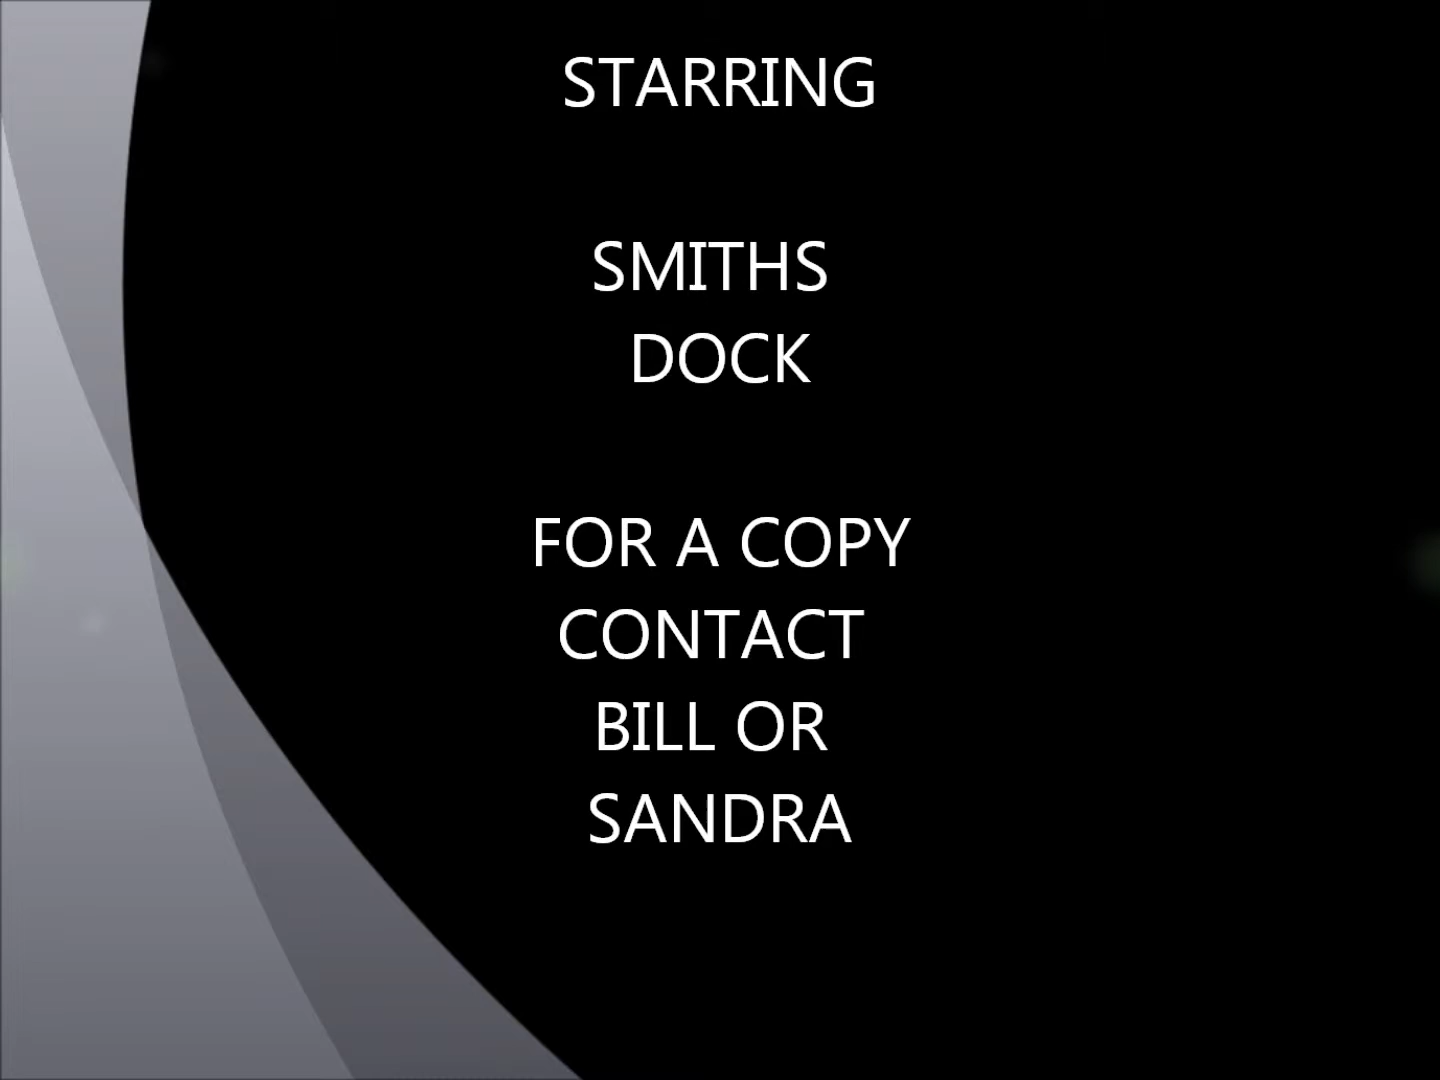 STARRING
SMITHS
DOCK
FOR A COPY
CONTACT
BILL OR
SANDRA